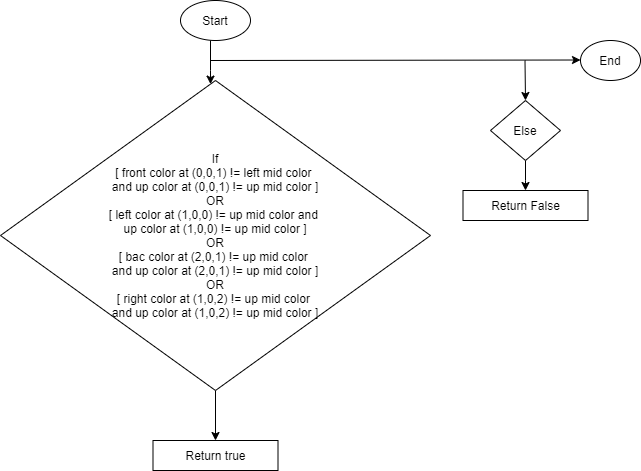 Start
End
If
[ front color at (0,0,1) != left mid color
and up color at (0,0,1) != up mid color ]
OR
[ left color at (1,0,0) != up mid color and
up color at (1,0,0) != up mid color ]
OR
[ bac color at (2,0,1) != up mid color
and up color at (2,0,1) != up mid color ]
OR
[ right color at (1,0,2) != up mid color
and up color at (1,0,2) != up mid color ]
Return true
Else
Return False